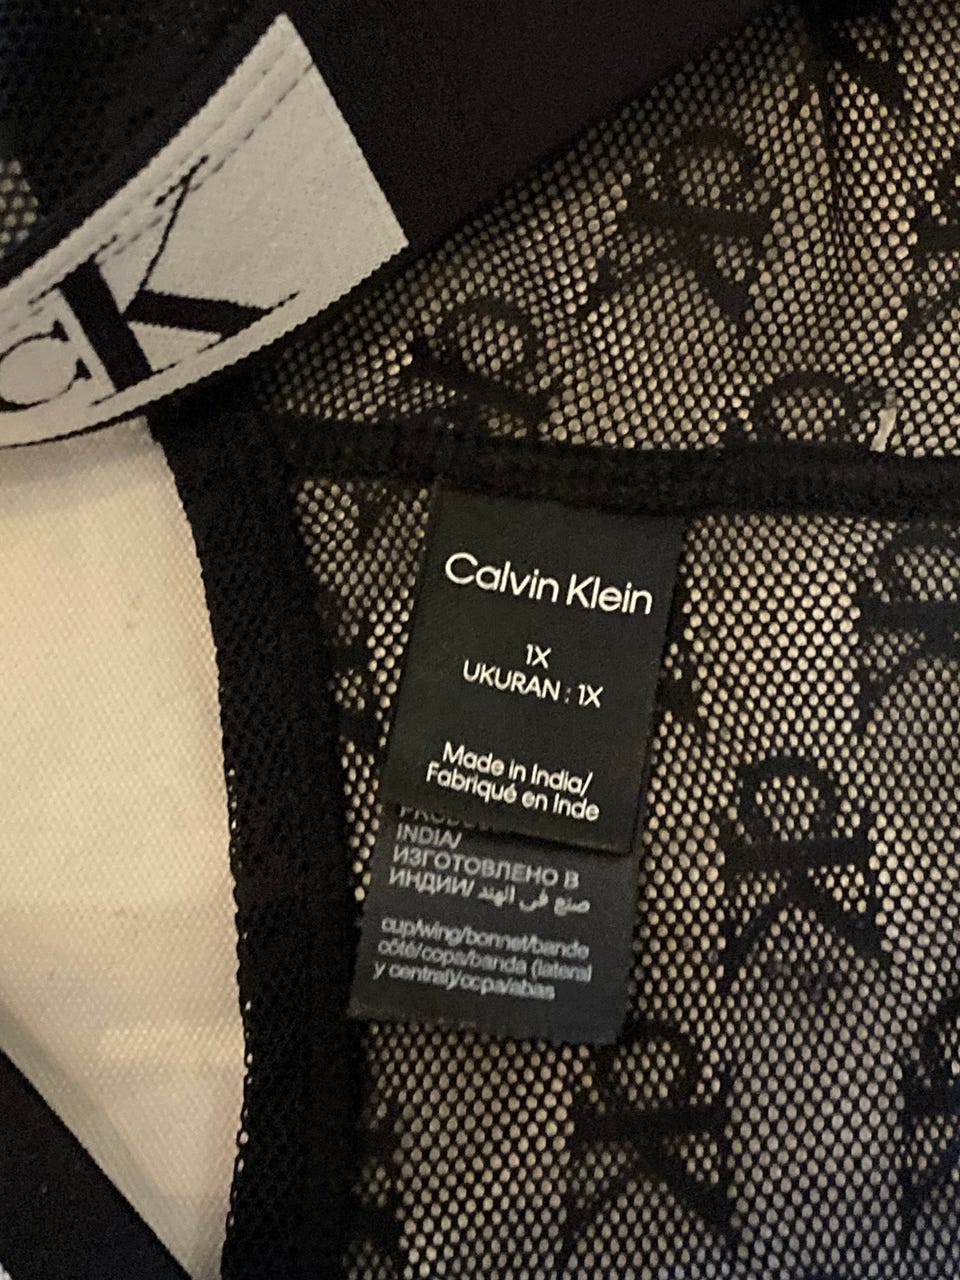 CK
Calvin Klein
1X
UKURAN : 1X
Made in India/
Fabriqué en Inde
INDIA/
ИЗГОТОВЛЕНО В
ИНДИИ/ صنع في الهند
cup/wing/bonnet/bande
côté/copa/banda (lateral
y central)/copa/abas